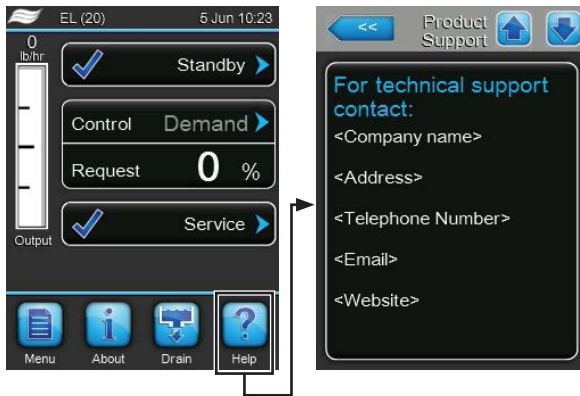 EL (20) 5 Jun 10:23
0
lb/hr
Standby
Control Demand
Request 0 %
Service
Output
Menu About Drain Help
<< Product
Support
For technical support
contact:
<Company name>
<Address>
<Telephone Number>
<Email>
<Website>